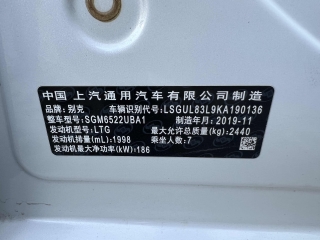 中国 上汽通用汽车有限公司制造
品牌:别克 车辆识别代号:LSGUL83L9KA190136
整车型号:SGM6522UBA1 制造年月:2019-11
发动机型号:LTG 最大允许总质量(kg):2440
发动机排量(mL):1998 乘坐人数:7
发动机最大净功率(kW):186